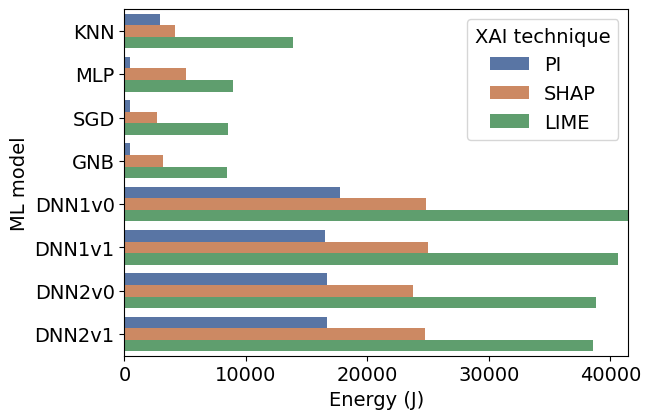 KNN
MLP
SGD
GNB
DNN1v0
DNN1v1
DNN2v0
DNN2v1
ML model
XAI technique
PI
SHAP
LIME
0 10000 20000 30000 40000
Energy (J)